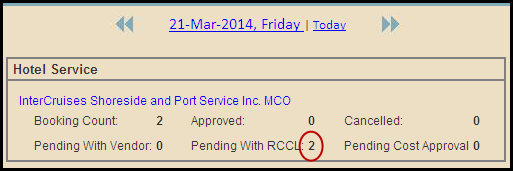 21-Mar-2014, Friday | Today
Hotel Service
InterCruises Shoreside and Port Service Inc. MCO
Booking Count: 2 Approved: 0 Cancelled: 0
Pending With Vendor: 0 Pending With RCCL: 2 Pending Cost Approval 0